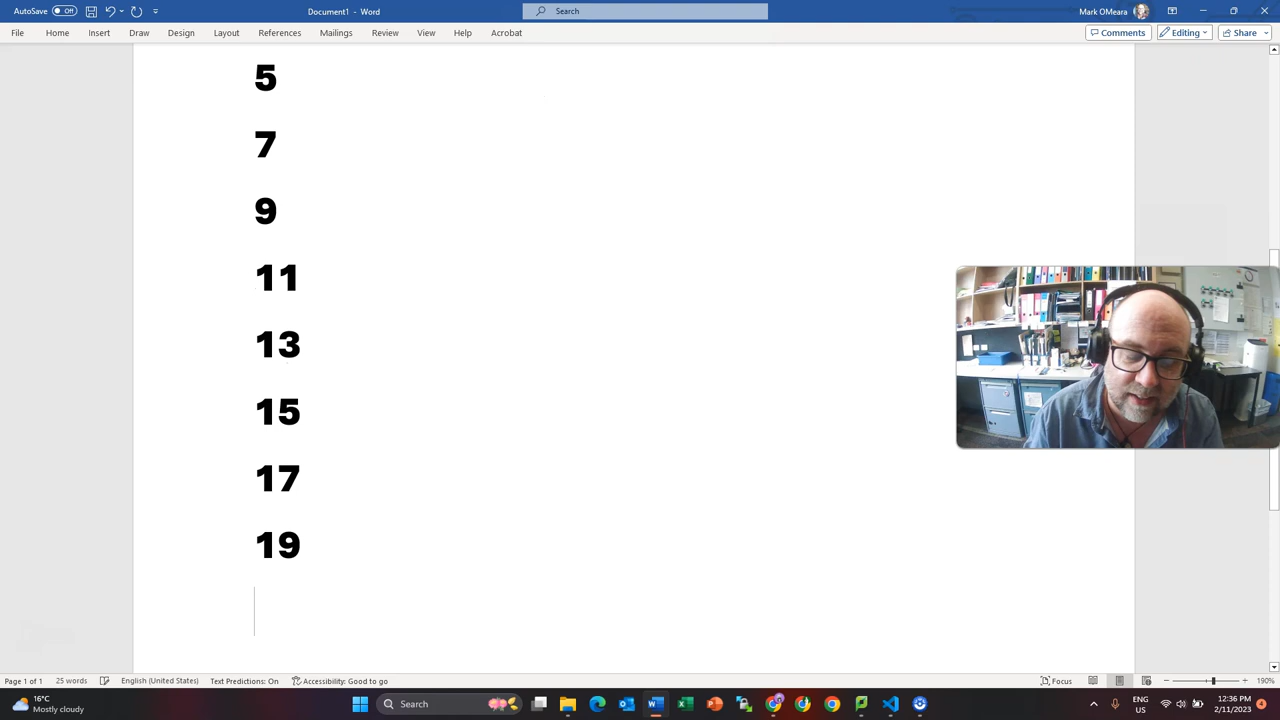 AutoSave Off Document1 - Word Search Mark OMeara
File Home Insert Draw Design Layout References Mailings Review View Help Acrobat Comments Editing Share
5
7
9
11
13
15
17
19
Page 1 of 1 25 words English (United States) Text Predictions: On Accessibility: Good to go Focus 190%
16°C
Mostly cloudy
Search
ENG
US
12:36 PM
2/11/2023